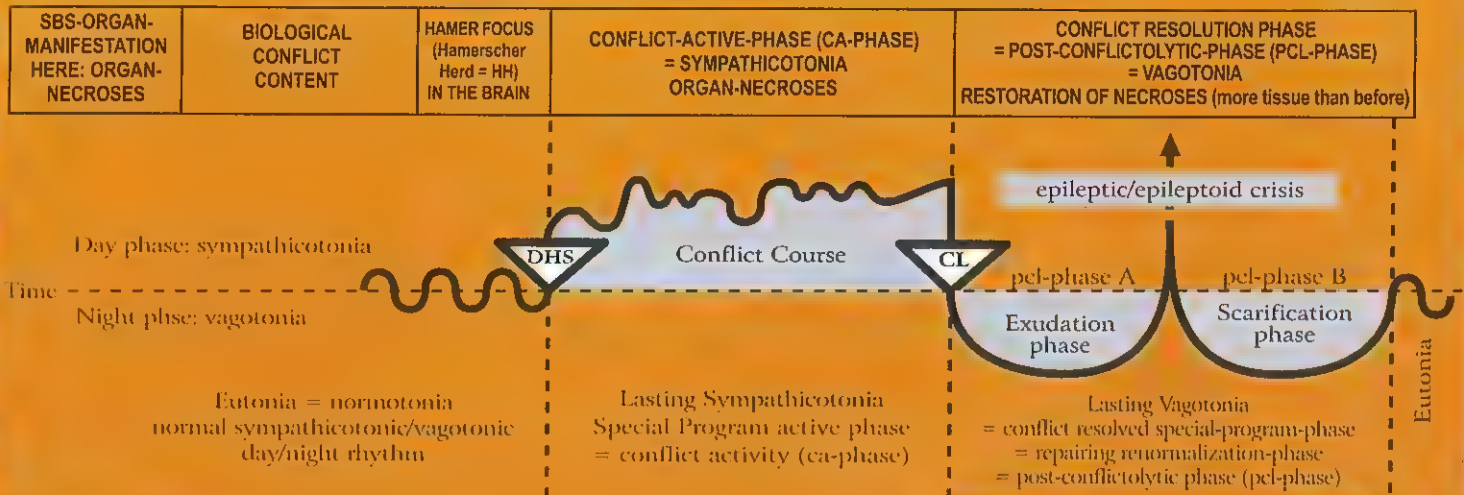 SBS-ORGAN-
MANIFESTATION
HERE: ORGAN-
NECROSES
BIOLOGICAL
CONFLICT
CONTENT
HAMER FOCUS
(Hamerscher
Herd = HH)
IN THE BRAIN
CONFLICT-ACTIVE-PHASE (CA-PHASE)
= SYMPATHICOTONIA
ORGAN-NECROSES
CONFLICT RESOLUTION PHASE
= POST-CONFLICTOLYTIC-PHASE (PCL-PHASE)
= VAGOTONIA
RESTORATION OF NECROSES (more tissue than before)
epileptic/epileptoid crisis
Day phase: sympathicotonia
DHS
Conflict Course
CL
pcl-phase A
pcl-phase B
Time
Night phse: vagotonia
Exudation
phase
Scarification
phase
Eutonia = normotonia
normal sympathicotonic/vagotonic
day/night rhythm
Lasting Sympathicotonia
Special Program active phase
= conflict activity (ca-phase)
Lasting Vagotonia
= conflict resolved special-program-phase
= repairing renormalization-phase
= post-conflictolytic phase (pcl-phase)
Eutonia